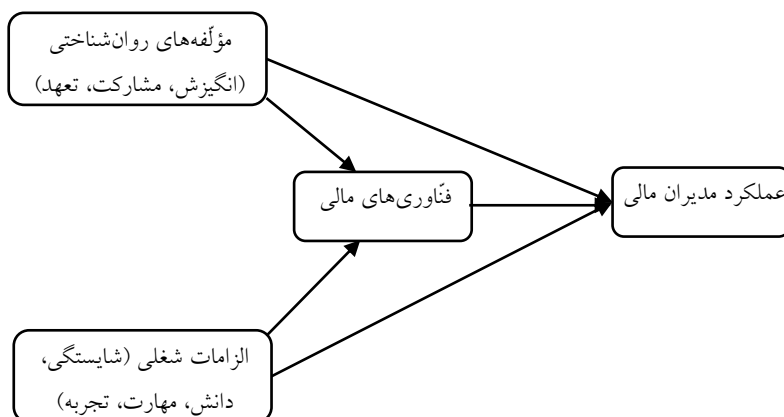 مؤلّفه‌های روان‌شناختی
(انگیزش، مشارکت، تعهد)
فنّاوری‌های مالی
عملکرد مدیران مالی
الزامات شغلی (شایستگی،
دانش، مهارت، تجربه)